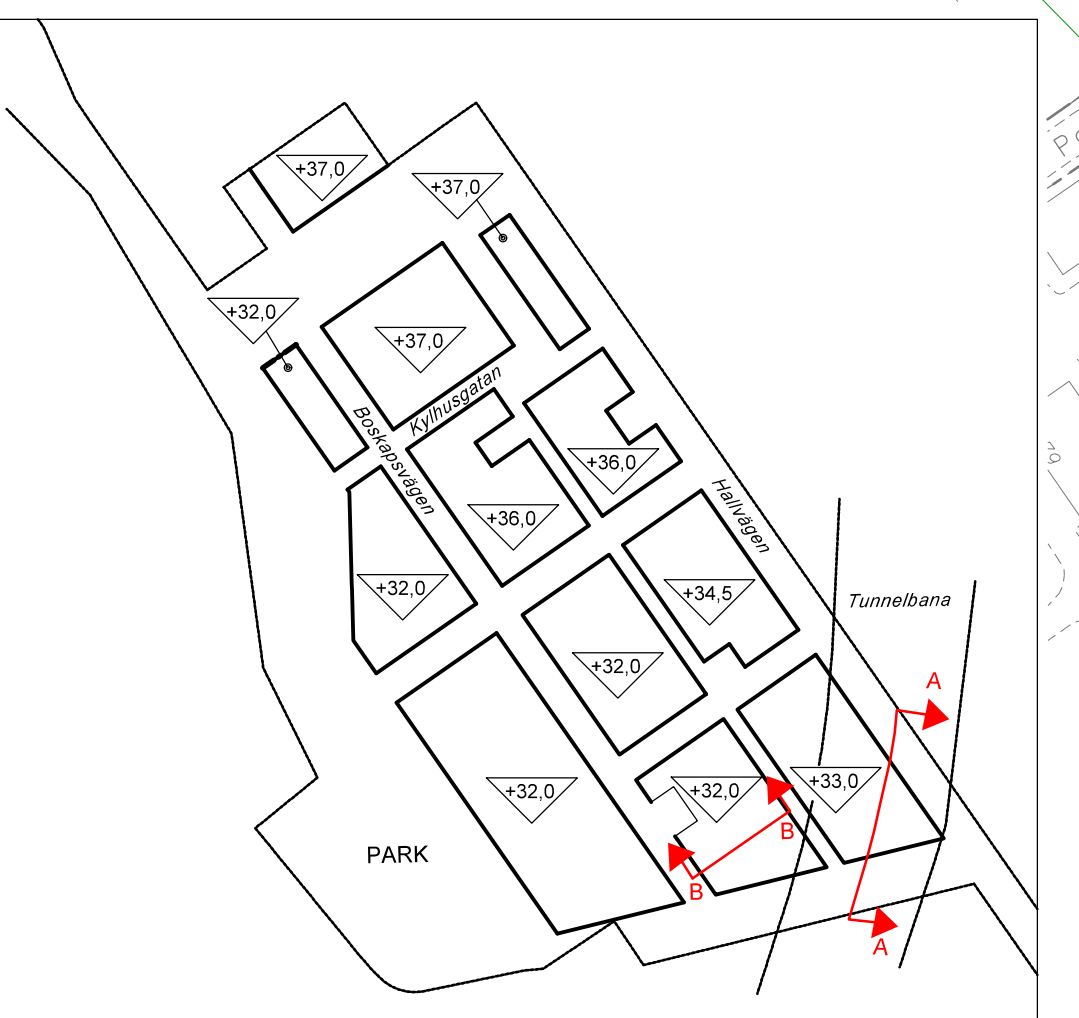 +37,0
+37,0
+32,0
+37,0
Kylhusgatan
Boskapsvägen
+36,0
+36,0
Hallvägen
+32,0
+34,5
Tunnelbana
+32,0
A
+32,0
+32,0
+33,0
B
PARK
B
A